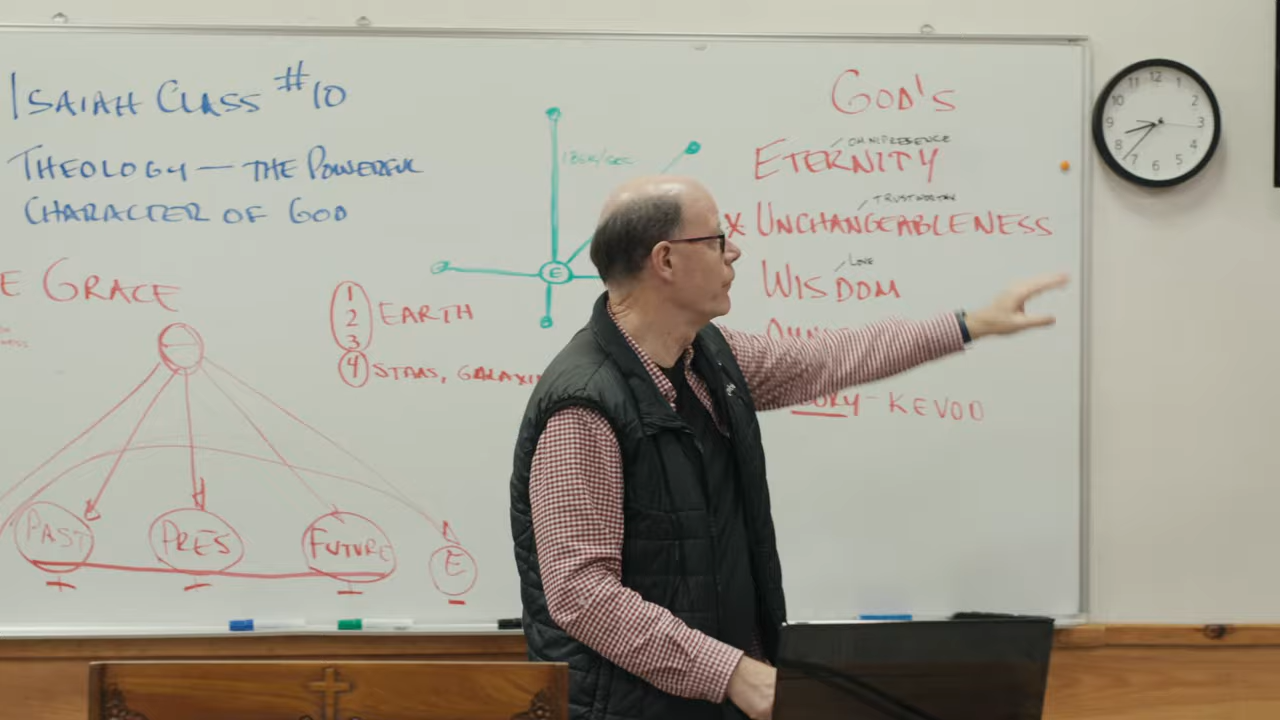 ISAIAH CLASS #10
THEOLOGY — THE POWERFUL
CHARACTER OF GOD
E GRACE
1
2 EARTH
3
4 STARS, GALAXI
PAST
PRES
FUTURE
E
186K/SEC
E
GOD'S
OMNIPRESENCE
ETERNITY
TRUSTWORTHY
* UNCHANGEABLENESS
LOVE
WISDOM
- KEVOD
12
11
10
9
8
7
6
5
4
3
2